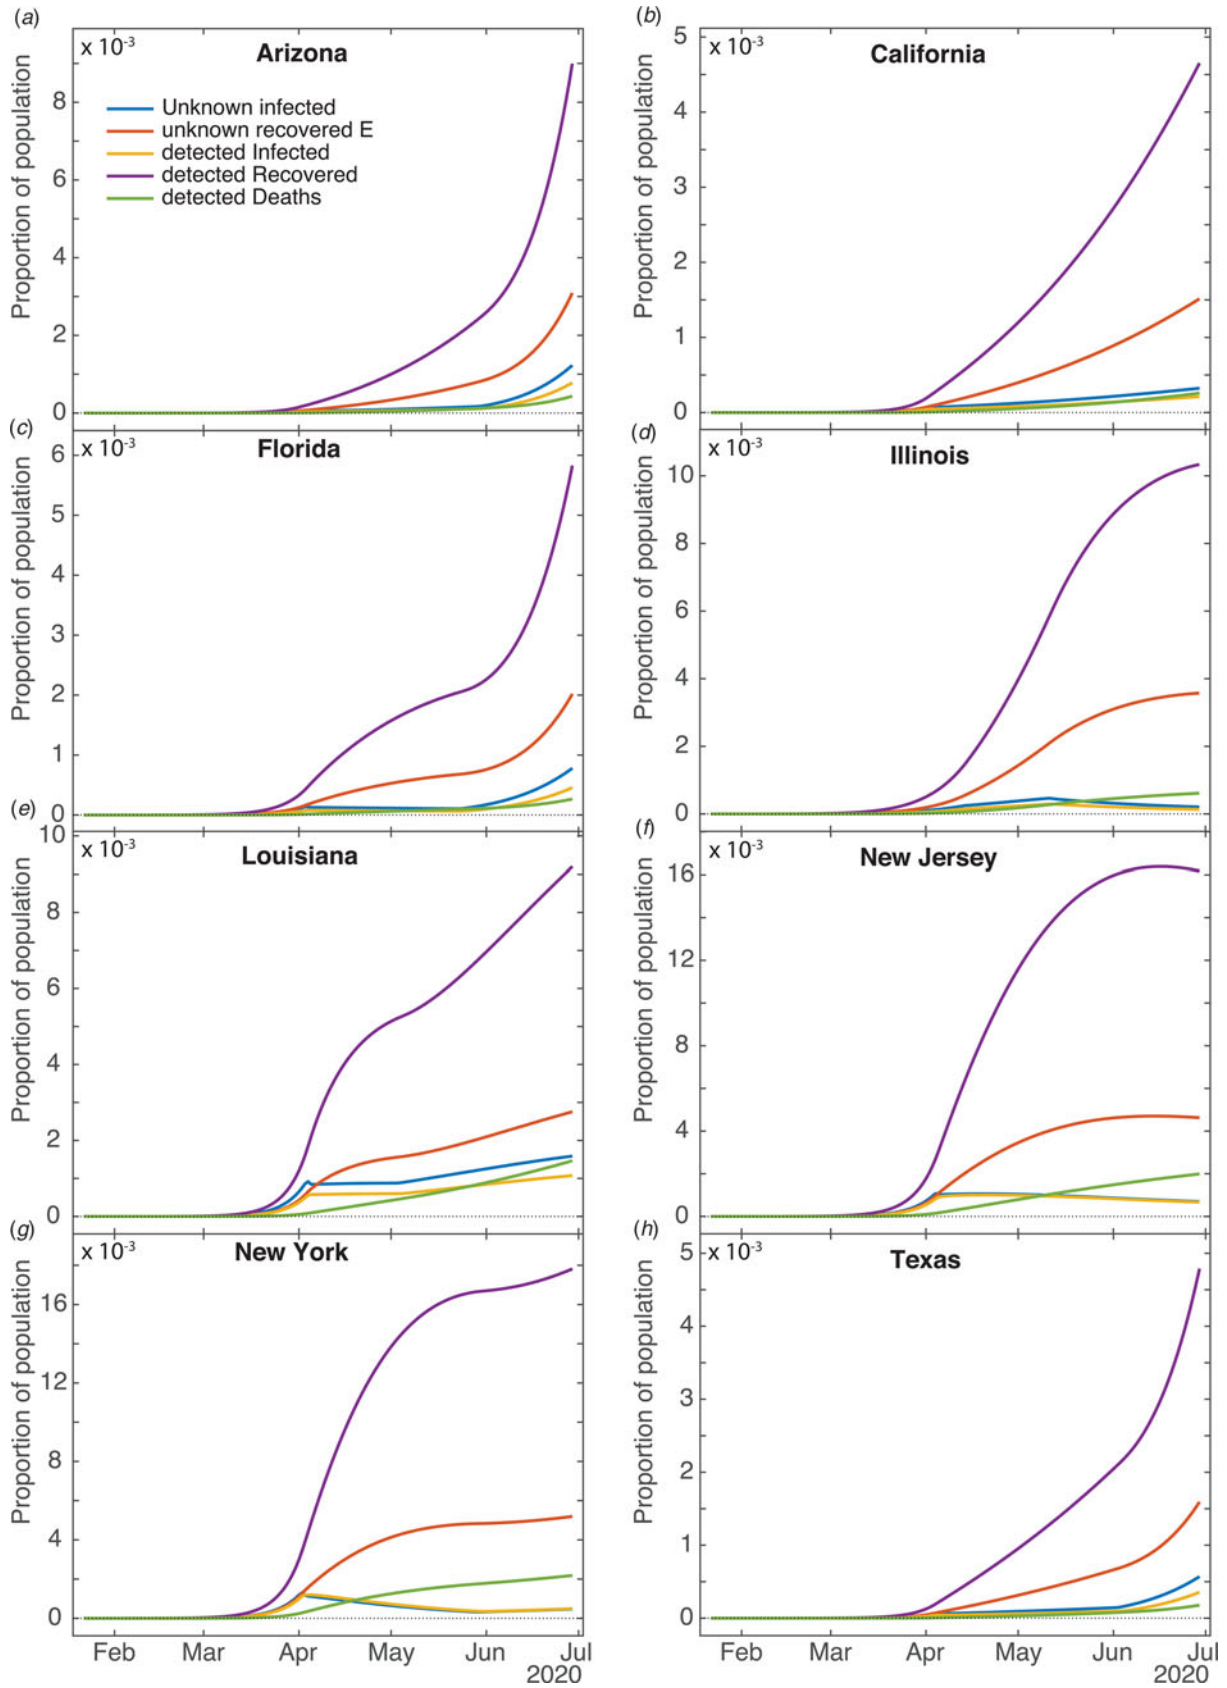 (a)
x 10-3
Arizona
Proportion of population
8
6
4
2
0
Unknown infected
unknown recovered E
detected Infected
detected Recovered
detected Deaths
(b)
x 10-3
California
Proportion of population
5
4
3
2
1
0
(c)
x 10-3
Florida
Proportion of population
6
5
4
3
2
1
0
(d)
x 10-3
Illinois
Proportion of population
10
8
6
4
2
0
(e)
x 10-3
Louisiana
Proportion of population
10
8
6
4
2
0
(f)
x 10-3
New Jersey
Proportion of population
16
12
8
4
0
(g)
x 10-3
New York
Proportion of population
16
12
8
4
0
Feb Mar Apr May Jun Jul
2020
(h)
x 10-3
Texas
Proportion of population
5
4
3
2
1
0
Feb Mar Apr May Jun Jul
2020